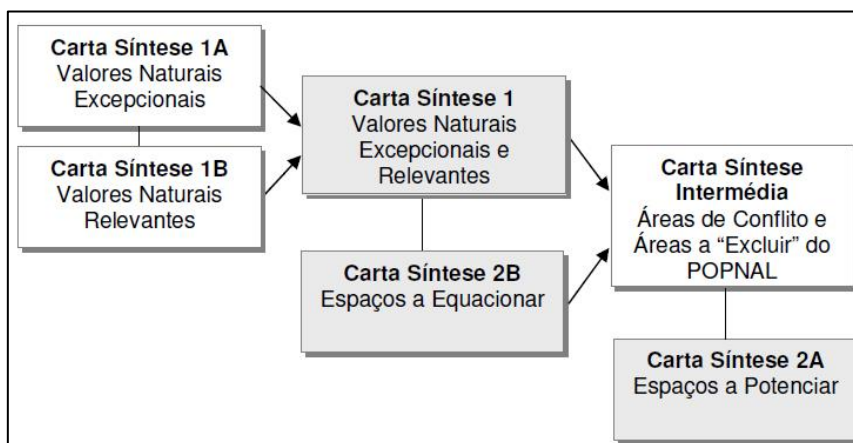 Carta Síntese 1A
Valores Naturais
Excepcionais
Carta Síntese 1B
Valores Naturais
Relevantes
Carta Síntese 1
Valores Naturais
Excepcionais e
Relevantes
Carta Síntese 2B
Espaços a Equacionar
Carta Síntese
Intermédia
Áreas de Conflito e
Áreas a “Excluir” do
POPNAL
Carta Síntese 2A
Espaços a Potenciar